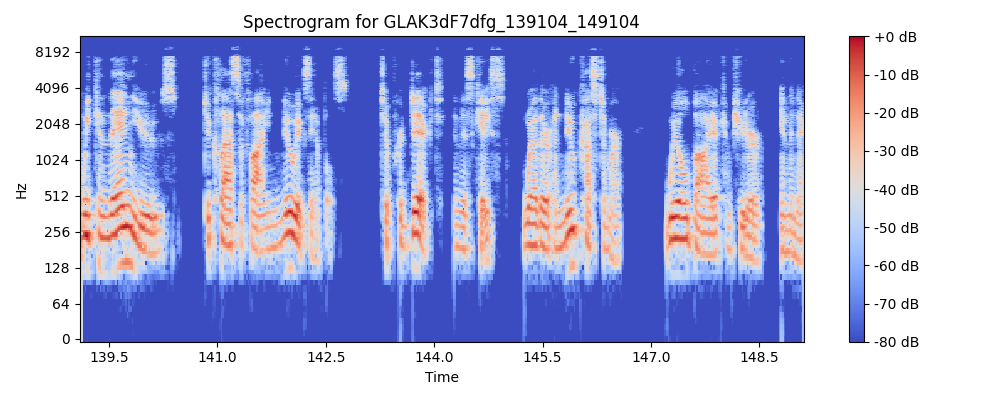 Spectrogram for GLAK3dF7dfg_139104_149104
8192
4096
2048
1024
512
256
128
64
0
Hz
139.5 141.0 142.5 144.0 145.5 147.0 148.5
Time
+0 dB
-10 dB
-20 dB
-30 dB
-40 dB
-50 dB
-60 dB
-70 dB
-80 dB